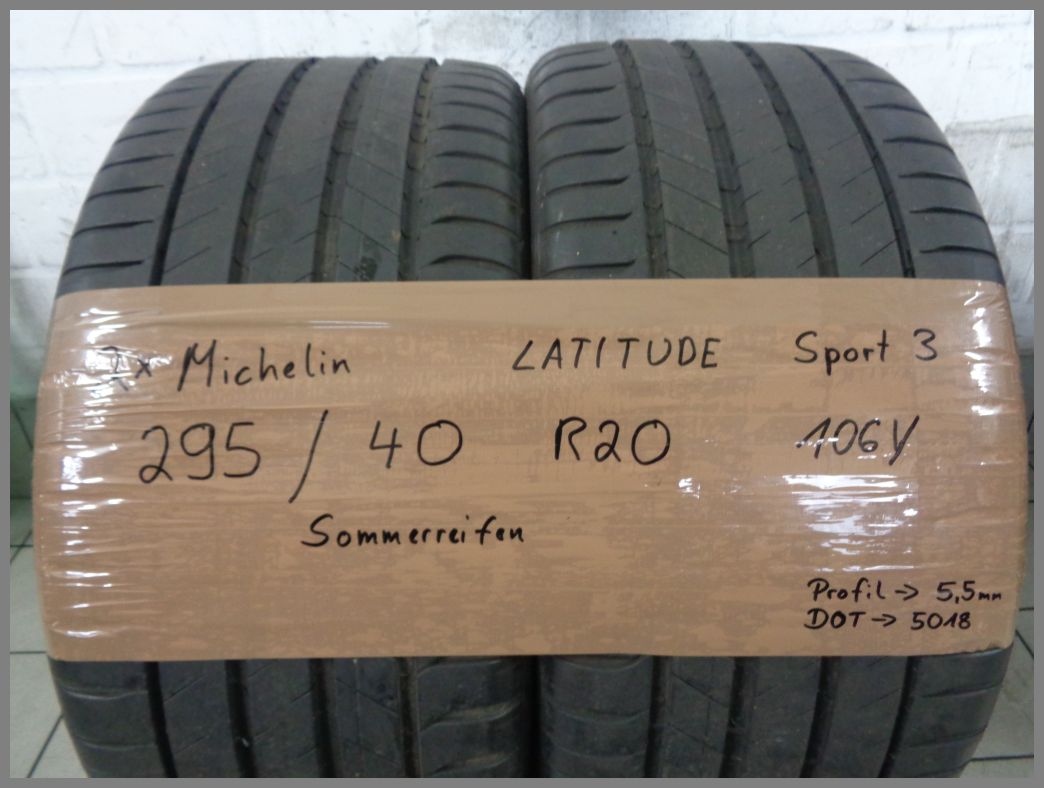 2x Michelin LATITUDE Sport 3
295 / 40 R20 106Y
Sommerreifen
Profil -> 5,5mm
DOT -> 5018